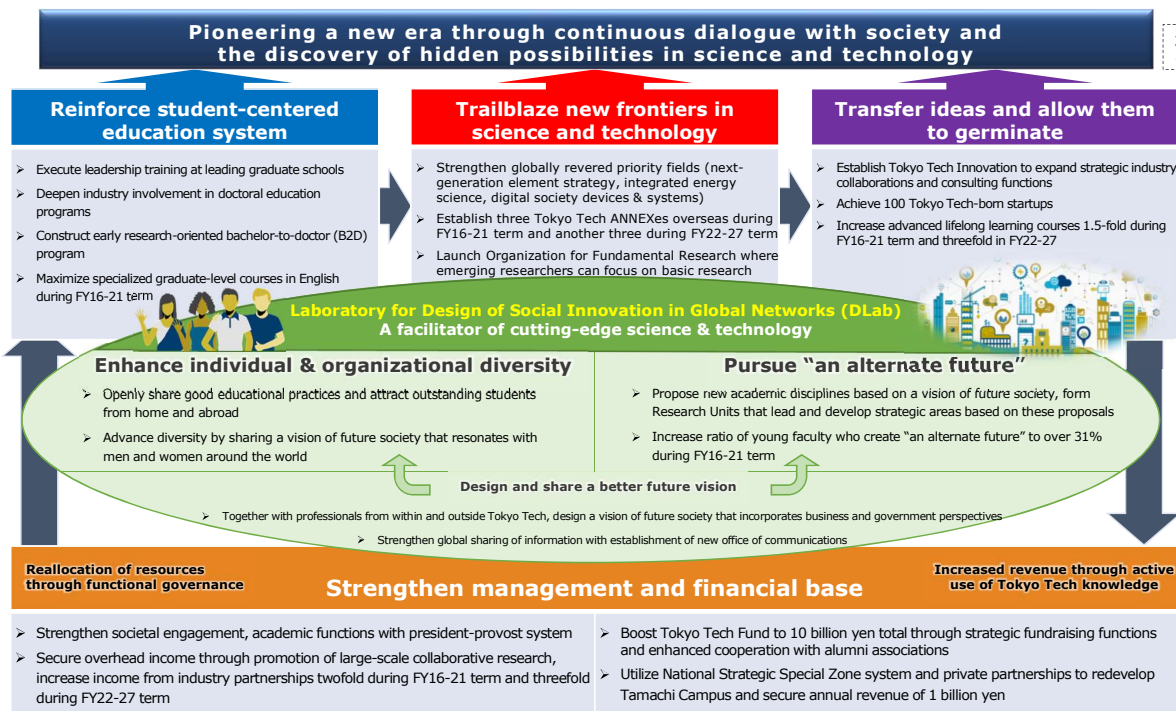 Pioneering a new era through continuous dialogue with society and
the discovery of hidden possibilities in science and technology
Reinforce student-centered
education system
➢ Execute leadership training at leading graduate schools
➢ Deepen industry involvement in doctoral education
programs
➢ Construct early research-oriented bachelor-to-doctor (B2D)
program
➢ Maximize specialized graduate-level courses in English
during FY16-21 term
Trailblaze new frontiers in
science and technology
➢ Strengthen globally revered priority fields (next-
generation element strategy, integrated energy
science, digital society devices & systems)
➢ Establish three Tokyo Tech ANNEXes overseas during
FY16-21 term and another three during FY22-27 term
➢ Launch Organization for Fundamental Research where
emerging researchers can focus on basic research
Transfer ideas and allow them
to germinate
➢ Establish Tokyo Tech Innovation to expand strategic industry
collaborations and consulting functions
➢ Achieve 100 Tokyo Tech-born startups
➢ Increase advanced lifelong learning courses 1.5-fold during
FY16-21 term and threefold in FY22-27
Laboratory for Design of Social Innovation in Global Networks (DLab)
A facilitator of cutting-edge science & technology
Enhance individual & organizational diversity
➢ Openly share good educational practices and attract outstanding students
from home and abroad
➢ Advance diversity by sharing a vision of future society that resonates with
men and women around the world
Pursue “an alternate future”
➢ Propose new academic disciplines based on a vision of future society, form
Research Units that lead and develop strategic areas based on these proposals
➢ Increase ratio of young faculty who create “an alternate future” to over 31%
during FY16-21 term
Design and share a better future vision
➢ Together with professionals from within and outside Tokyo Tech, design a vision of future society that incorporates business and government perspectives
➢ Strengthen global sharing of information with establishment of new office of communications
Reallocation of resources
through functional governance
Strengthen management and financial base
Increased revenue through active
use of Tokyo Tech knowledge
➢ Strengthen societal engagement, academic functions with president-provost system
➢ Secure overhead income through promotion of large-scale collaborative research,
increase income from industry partnerships twofold during FY16-21 term and threefold
during FY22-27 term
➢ Boost Tokyo Tech Fund to 10 billion yen total through strategic fundraising functions
and enhanced cooperation with alumni associations
➢ Utilize National Strategic Special Zone system and private partnerships to redevelop
Tamachi Campus and secure annual revenue of 1 billion yen